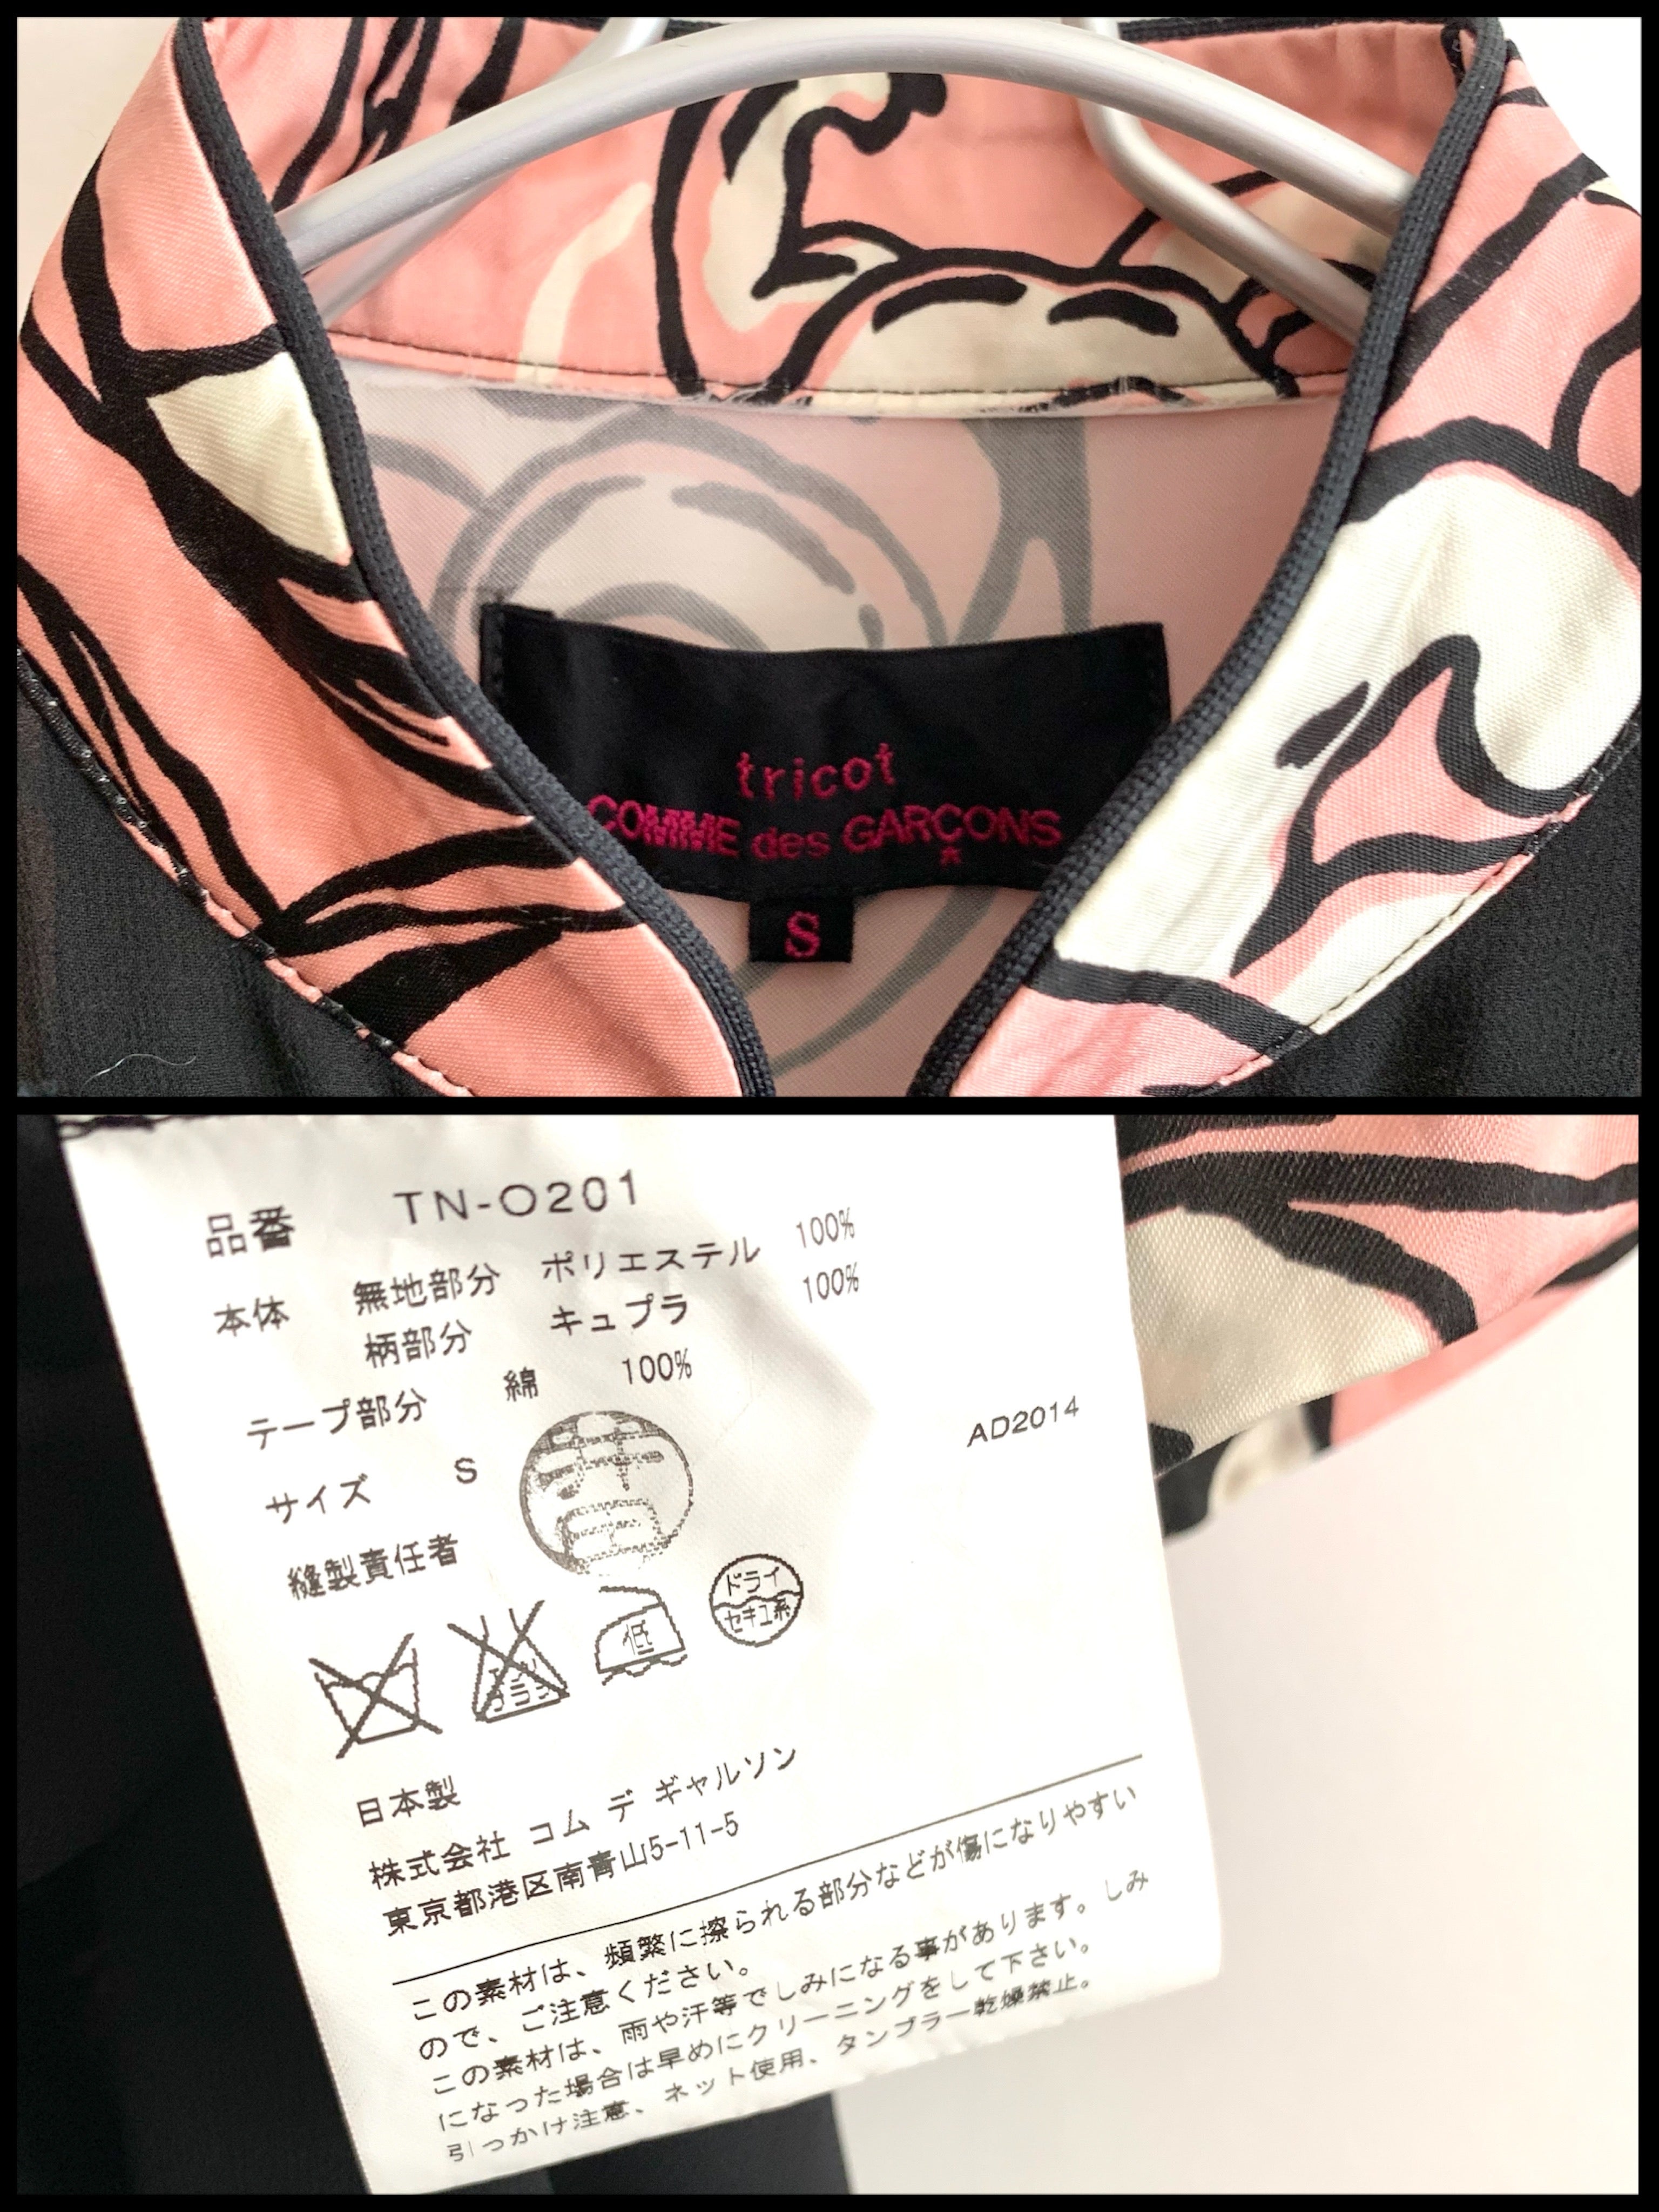 tricot
COMME des GARÇONS
S
品番 TN-O201
本体 無地部分 ポリエステル 100%
柄部分 キュプラ 100%
テープ部分 綿 100%
AD2014
サイズ S
縫製責任者
低
ドライ
セキユ系
日本製
株式会社 コム デ ギャルソン
東京都港区南青山5-11-5
この素材は、頻繁に擦られる部分などが傷になりやすい
ので、ご注意ください。
この素材は、雨や汗等でしみになる事があります。しみ
になった場合は早めにクリーニングをして下さい。
引っかけ注意、ネット使用、タンブラー乾燥禁止。